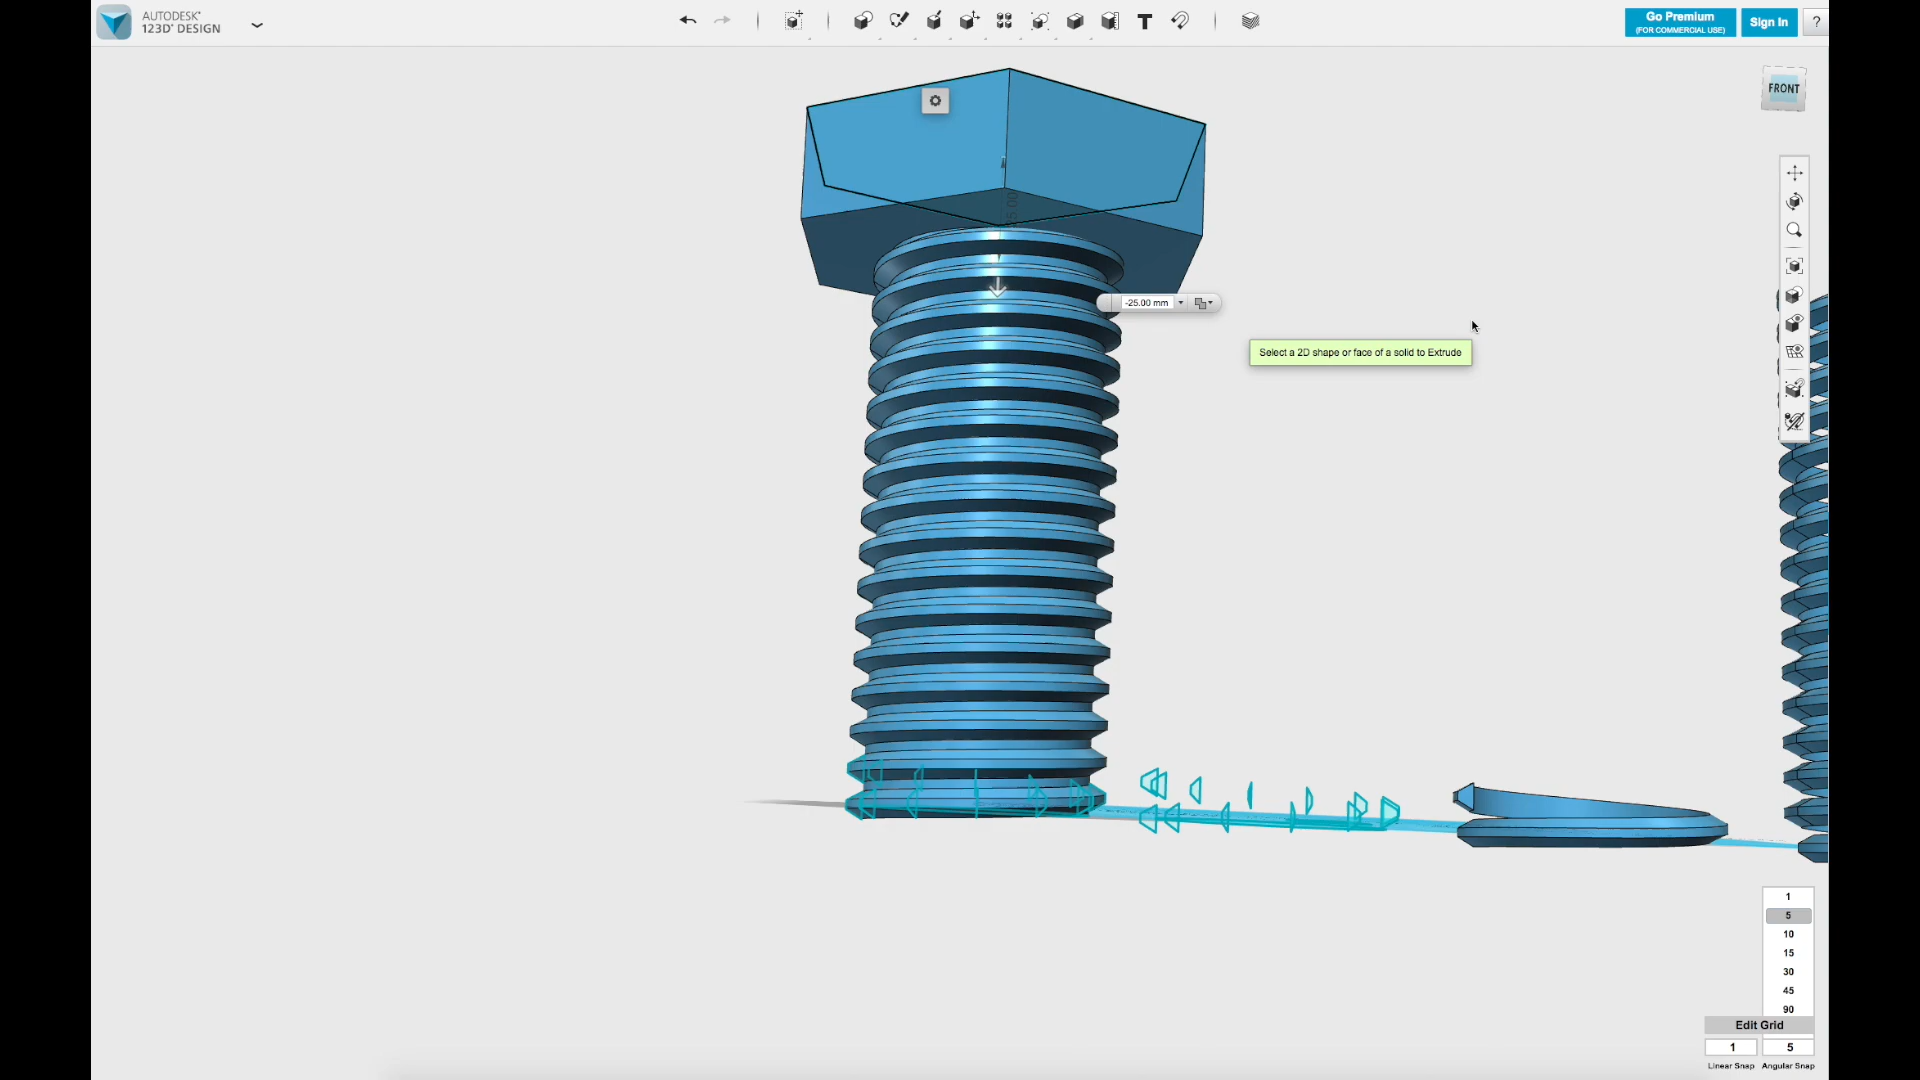 AUTODESK®
123D® DESIGN
Go Premium
(FOR COMMERCIAL USE)
Sign In
?
T
FRONT
25.00
-25.00 mm
Select a 2D shape or face of a solid to Extrude
1
5
10
15
30
45
90
Edit Grid
1
5
Linear Snap
Angular Snap